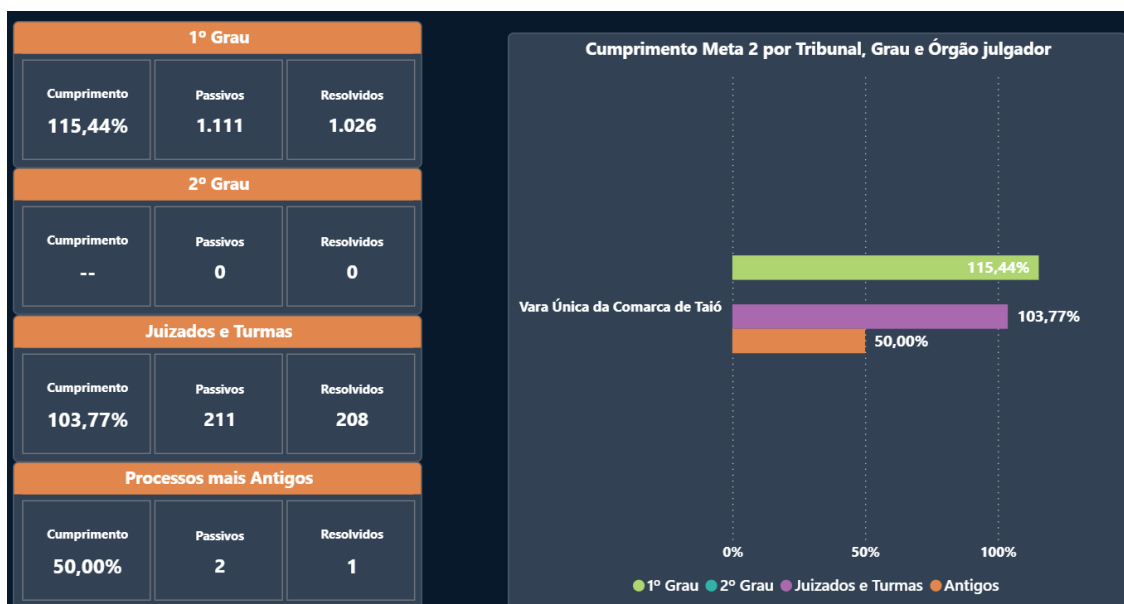 1º Grau
Cumprimento
115,44%
Passivos
1.111
Resolvidos
1.026
2º Grau
Cumprimento
--
Passivos
0
Resolvidos
0
Juizados e Turmas
Cumprimento
103,77%
Passivos
211
Resolvidos
208
Processos mais Antigos
Cumprimento
50,00%
Passivos
2
Resolvidos
1
Cumprimento Meta 2 por Tribunal, Grau e Órgão julgador
115,44%
Vara Única da Comarca de Taió
103,77%
50,00%
0% 50% 100%
1º Grau 2º Grau Juizados e Turmas Antigos